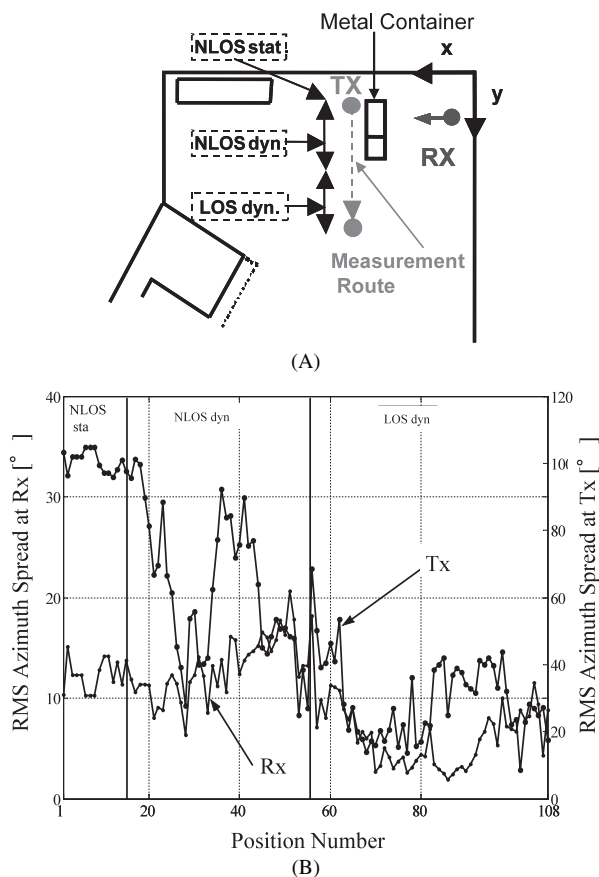 Metal Container
NLOS stat
TX
x
y
NLOS dyn.
RX
LOS dyn.
Measurement
Route
(A)
40
120
NLOS
sta
NLOS dyn
LOS dyn
100
30
80
RMS Azimuth Spread at Rx [°]
RMS Azimuth Spread at Tx [°]
Tx
20
60
40
10
Rx
20
0
0
1
20
40
60
80
108
Position Number
(B)